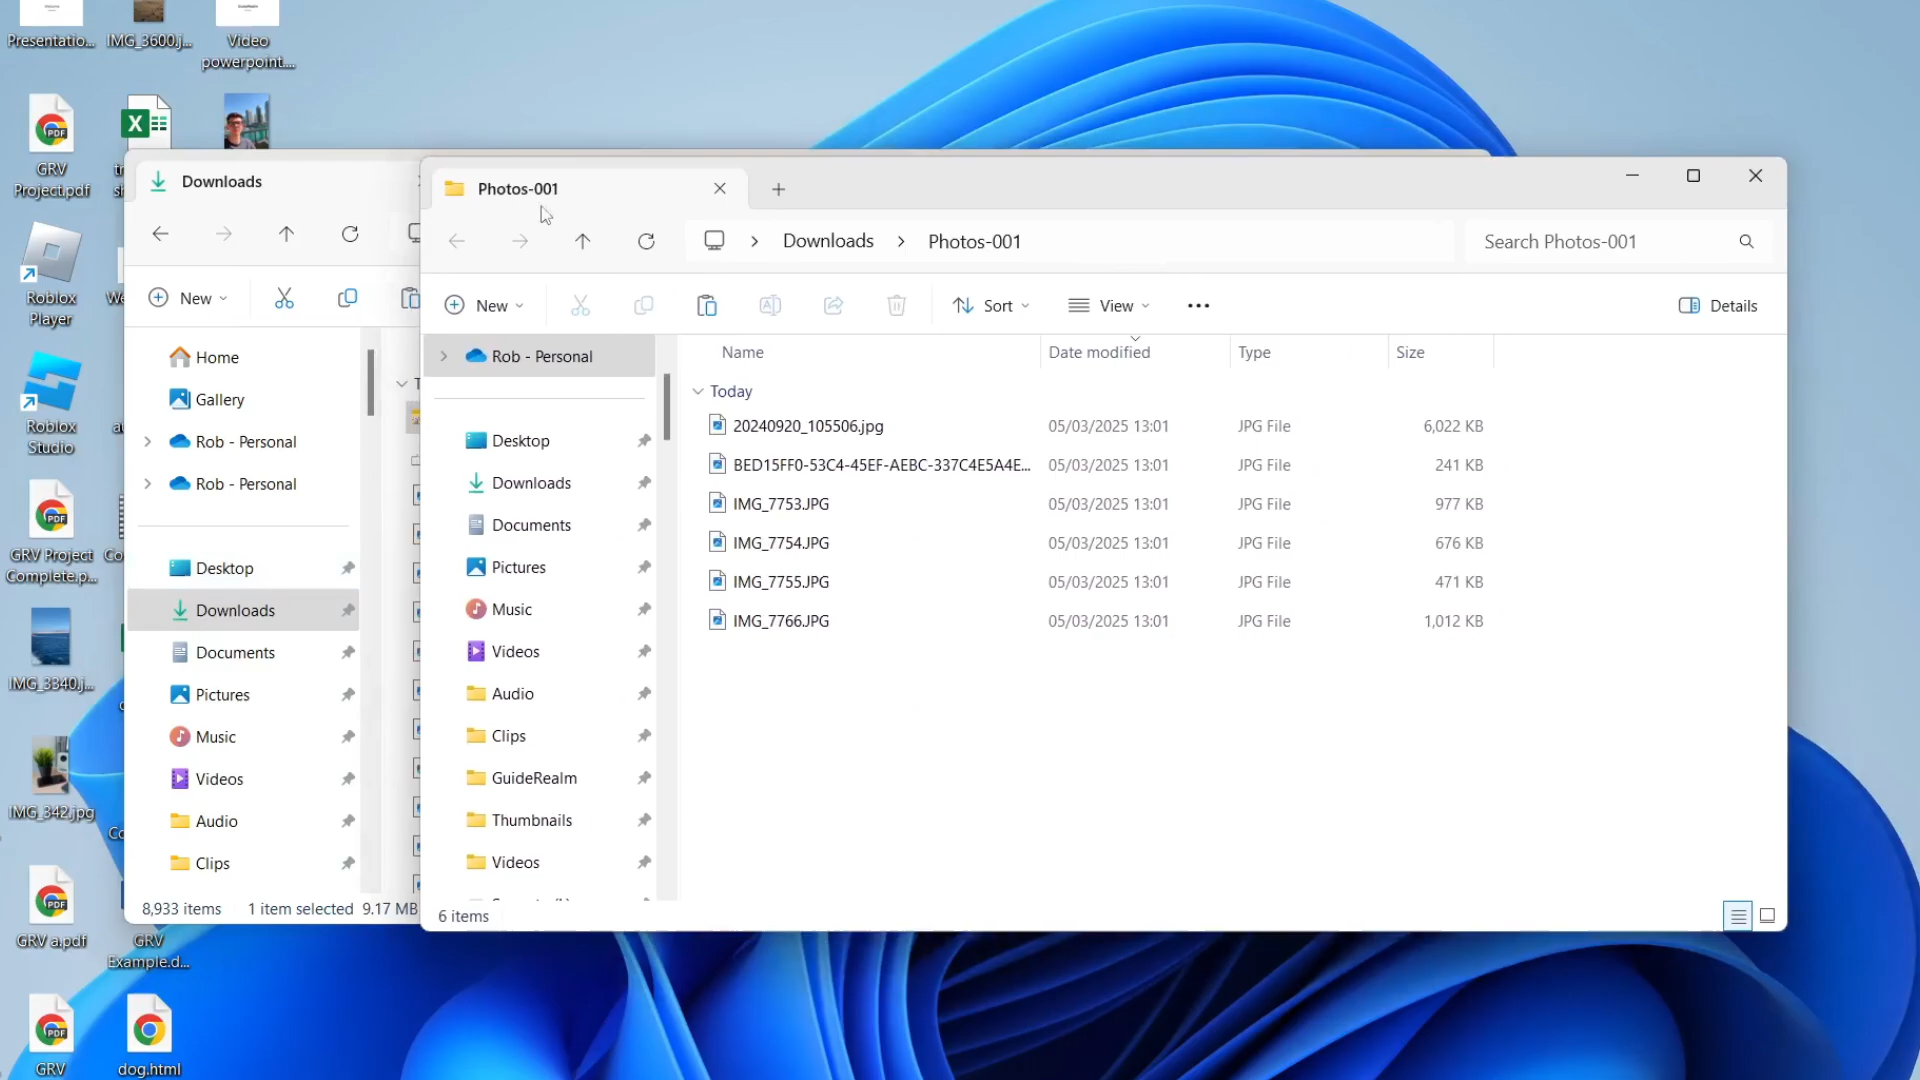 Presentatio...
IMG_3600.j...
Video
powerpoint....
GRV
Project.pdf
Roblox
Player
Roblox
Studio
GRV Project
Complete.p...
IMG_3340.j...
IMG_342.jpg
GRV a.pdf
GRV
Example.d...
GRV
dog.html
Downloads
New
Home
Gallery
Rob - Personal
Rob - Personal
Desktop
Downloads
Documents
Pictures
Music
Videos
Audio
Clips
8,933 items 1 item selected 9.17 MB
Photos-001
Downloads > Photos-001
Search Photos-001
New
Sort
View
Details
Rob - Personal
Desktop
Downloads
Documents
Pictures
Music
Videos
Audio
Clips
GuideRealm
Thumbnails
Videos
Name Date modified Type Size
Today
20240920_105506.jpg 05/03/2025 13:01 JPG File 6,022 KB
BED15FF0-53C4-45EF-AEBC-337C4E5A4E... 05/03/2025 13:01 JPG File 241 KB
IMG_7753.JPG 05/03/2025 13:01 JPG File 977 KB
IMG_7754.JPG 05/03/2025 13:01 JPG File 676 KB
IMG_7755.JPG 05/03/2025 13:01 JPG File 471 KB
IMG_7766.JPG 05/03/2025 13:01 JPG File 1,012 KB
6 items